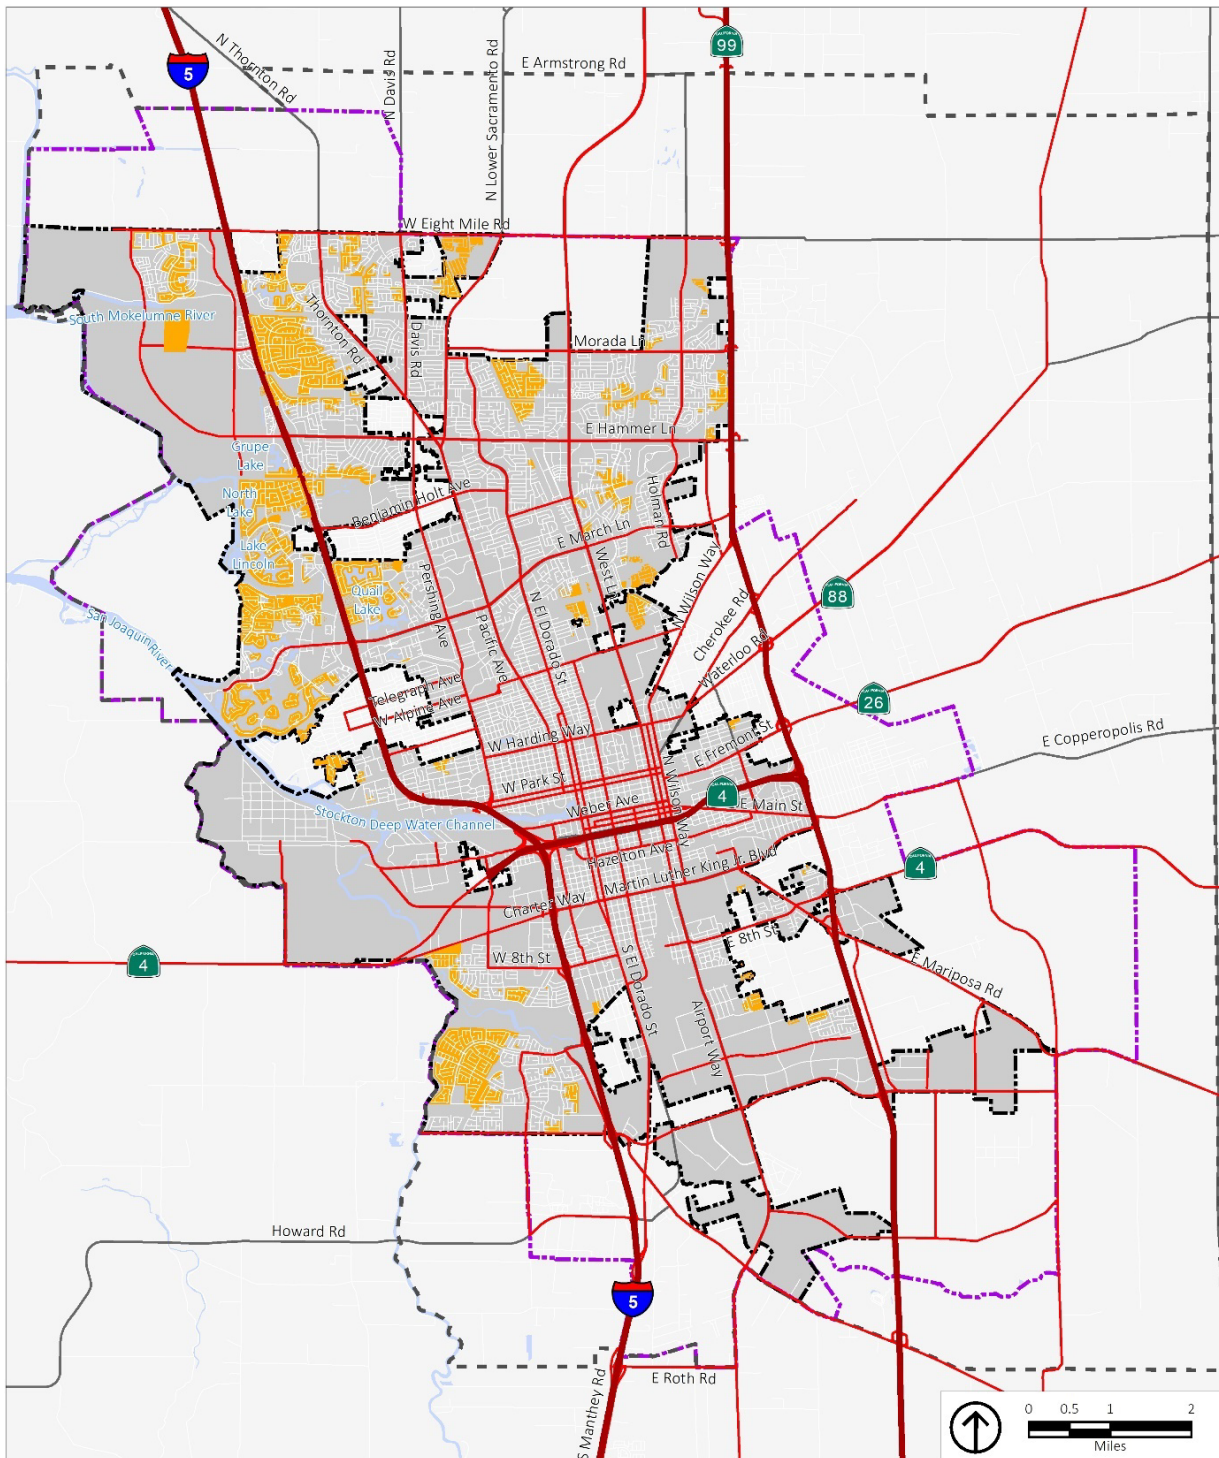 5
CALIFORNIA
99
N Thornton Rd
N Davis Rd
N Lower Sacramento Rd
E Armstrong Rd
W Eight Mile Rd
South Mokelumne River
Thornton Rd
Davis Rd
Morada Ln
E Hammer Ln
Grupe
Lake
North
Lake
Benjamin Holt Ave
Holman Rd
Lake
Lincoln
E March Ln
West Ln
Quail
Lake
Pershing Ave
Pacific Ave
N El Dorado St
N Wilson Way
Cherokee Rd
Waterloo Rd
CALIFORNIA
88
San Joaquin River
Telegraph Ave
W Alpine Ave
CALIFORNIA
26
W Harding Way
E Fremont St
E Copperopolis Rd
W Park St
N Wilson Way
CALIFORNIA
4
Weber Ave
E Main St
Stockton Deep Water Channel
Hazelton Ave
Martin Luther King Jr. Blvd
CALIFORNIA
4
Charter Way
E 8th St
W 8th St
CALIFORNIA
4
S El Dorado St
Airport Way
E Mariposa Rd
Howard Rd
5
E Roth Rd
S Manthey Rd
0 0.5 1 2
Miles